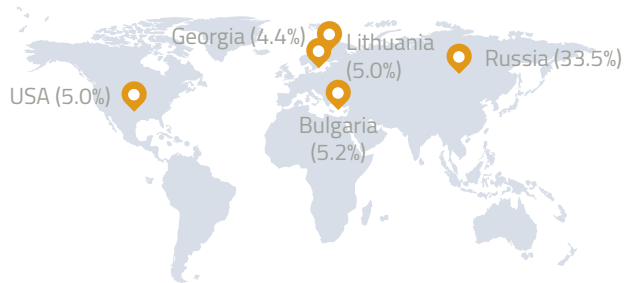 Georgia (4.4%)
Lithuania
(5.0%)
Russia (33.5%)
USA (5.0%)
Bulgaria
(5.2%)